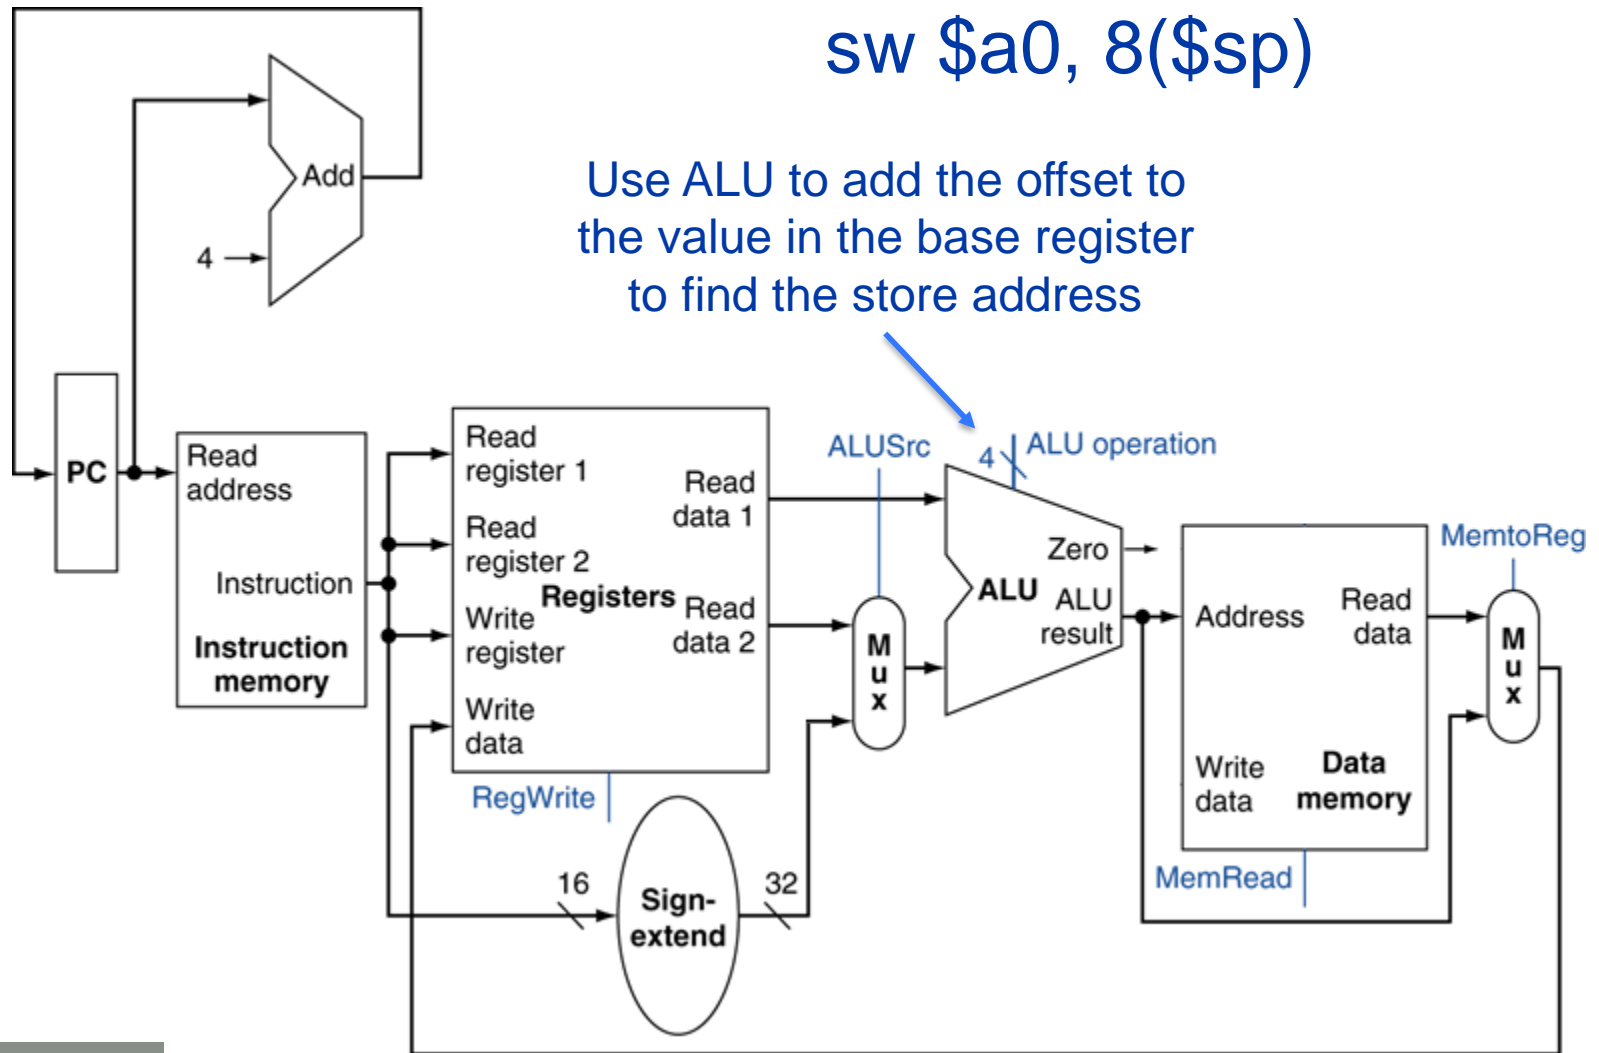 sw $a0, 8($sp)
Use ALU to add the offset to
the value in the base register
to find the store address
Add
4
PC
Read
address
Instruction
Instruction
memory
Read
register 1
Read
register 2
Write
register
Write
data
Registers
Read
data 1
Read
data 2
RegWrite
16
Sign-
extend
32
ALUSrc
M
u
x
4
ALU operation
Zero
ALU
ALU
result
Address
Read
data
Write
data
Data
memory
MemRead
MemtoReg
M
u
x